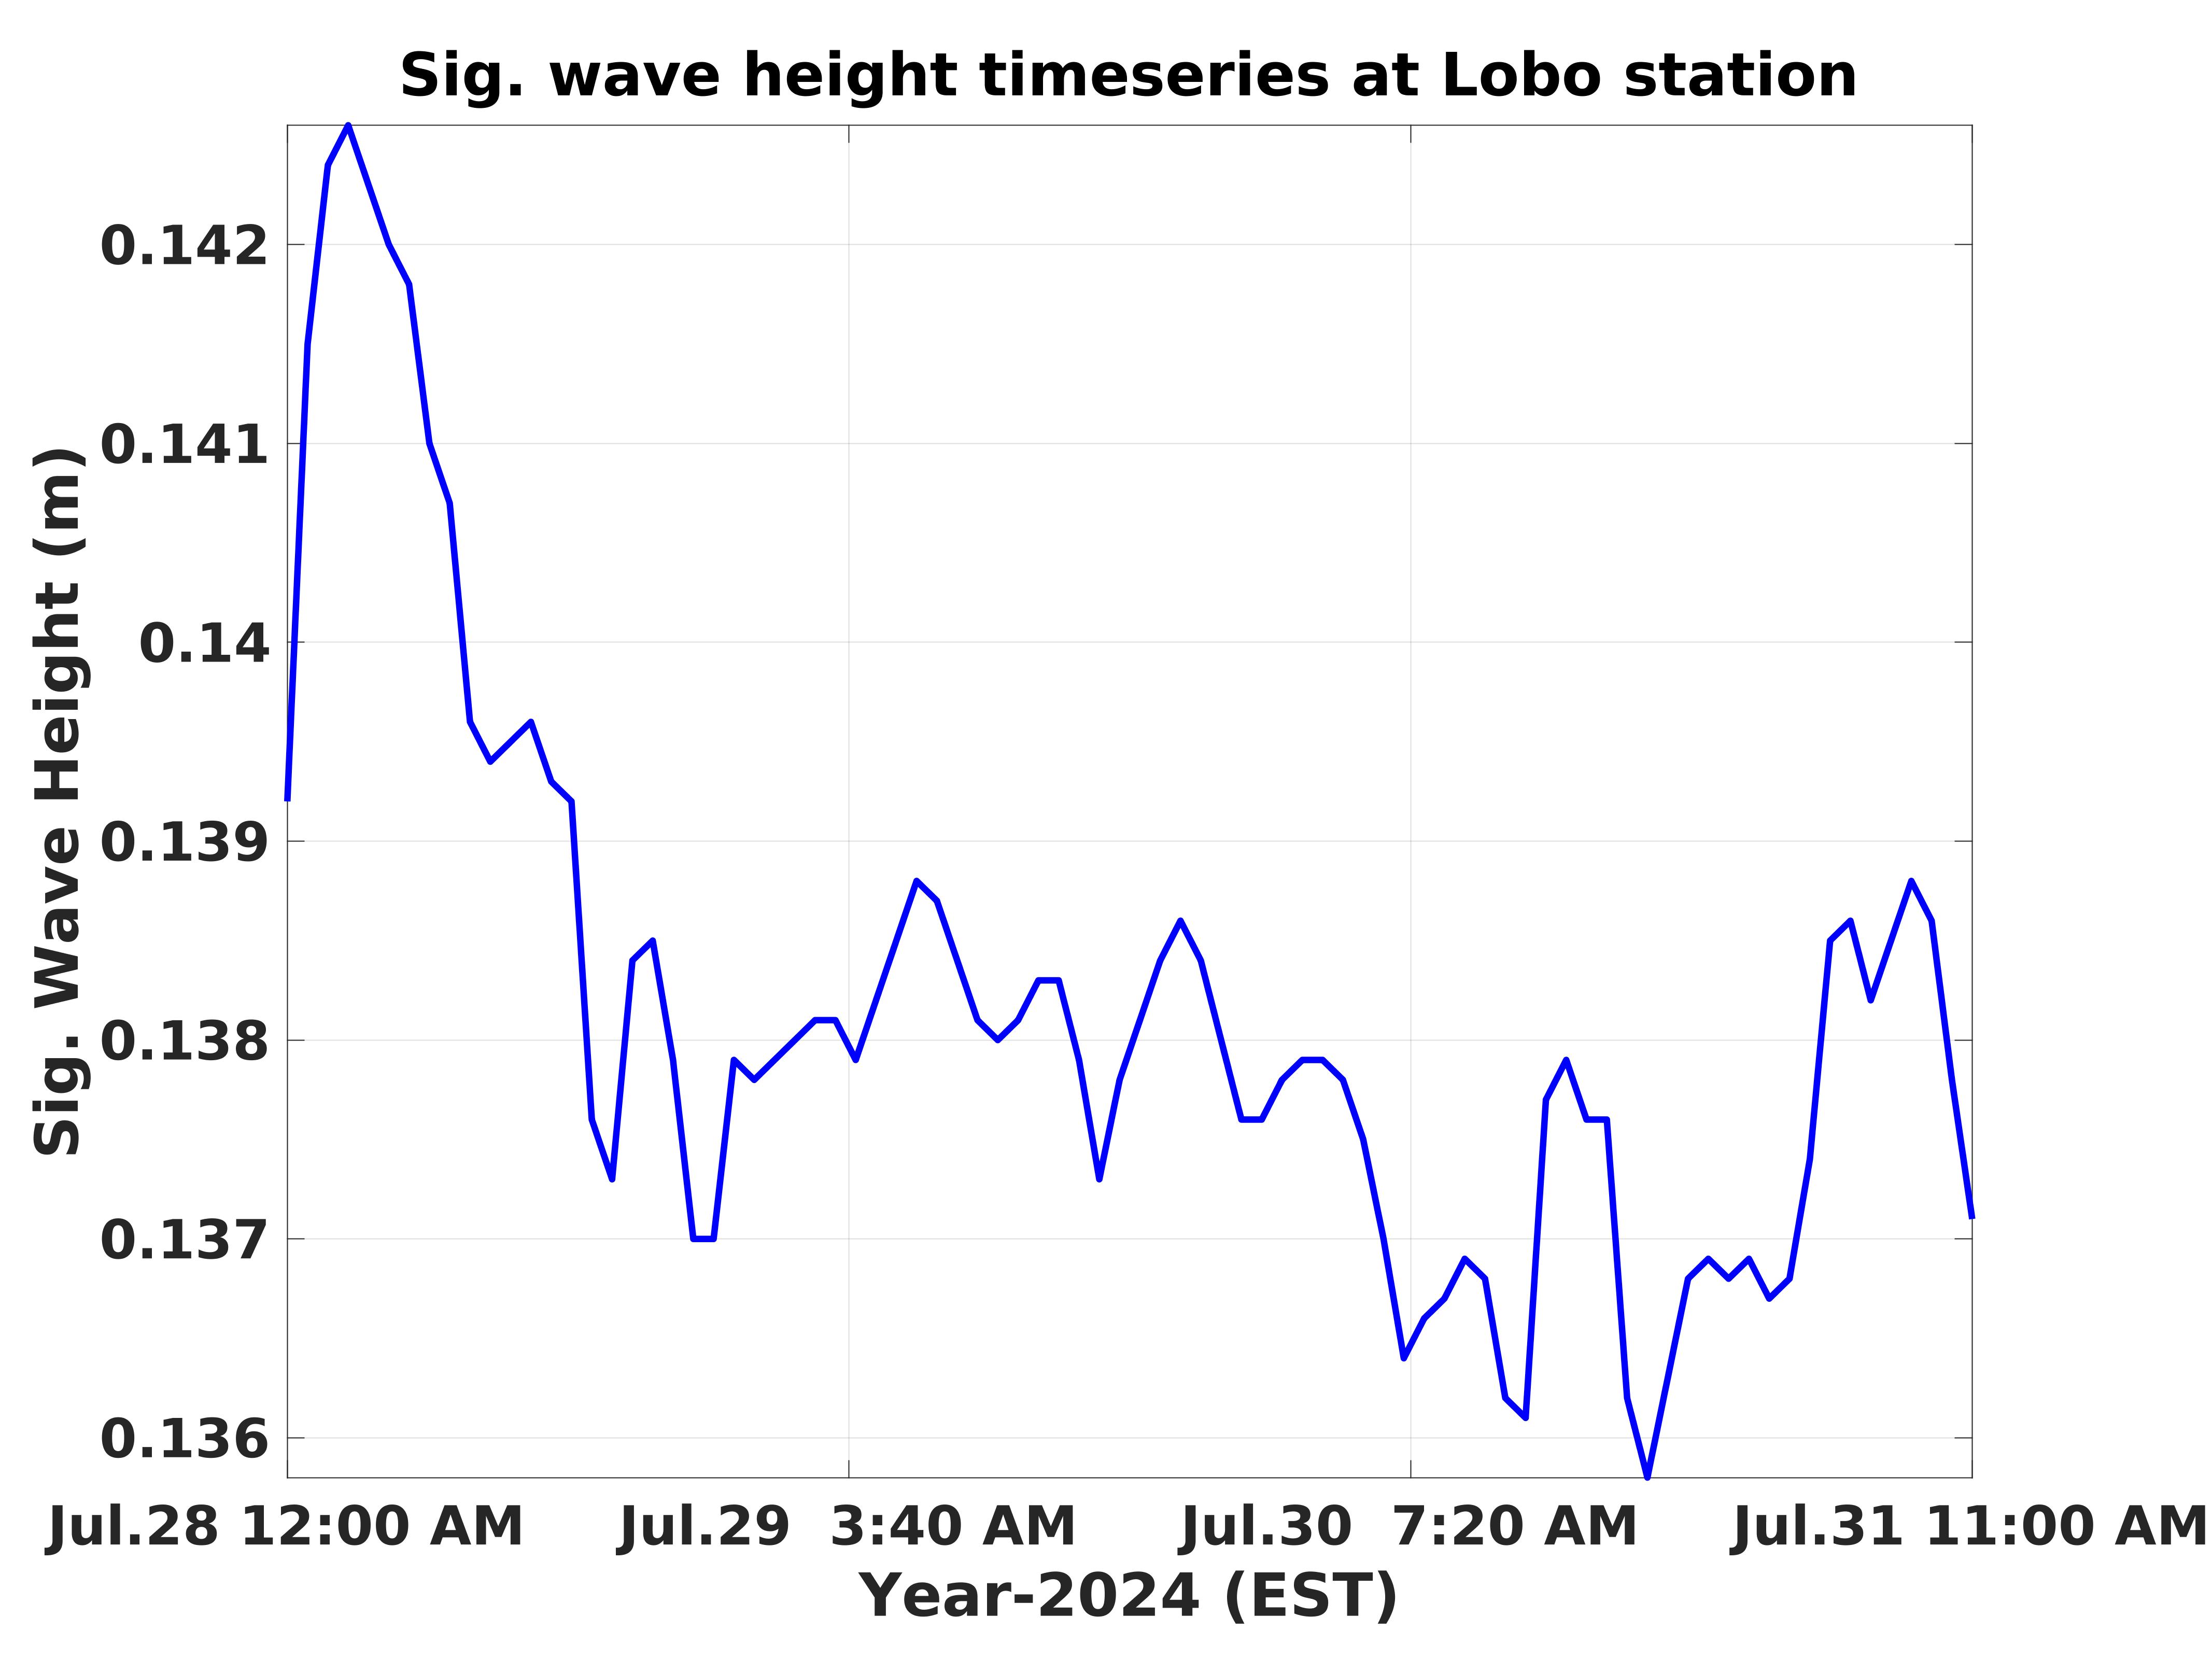 Sig. wave height timeseries at Lobo station
Sig. Wave Height (m)
0.142
0.141
0.14
0.139
0.138
0.137
0.136
Jul.28 12:00 AM
Jul.29 3:40 AM
Jul.30 7:20 AM
Jul.31 11:00 AM
Year-2024 (EST)